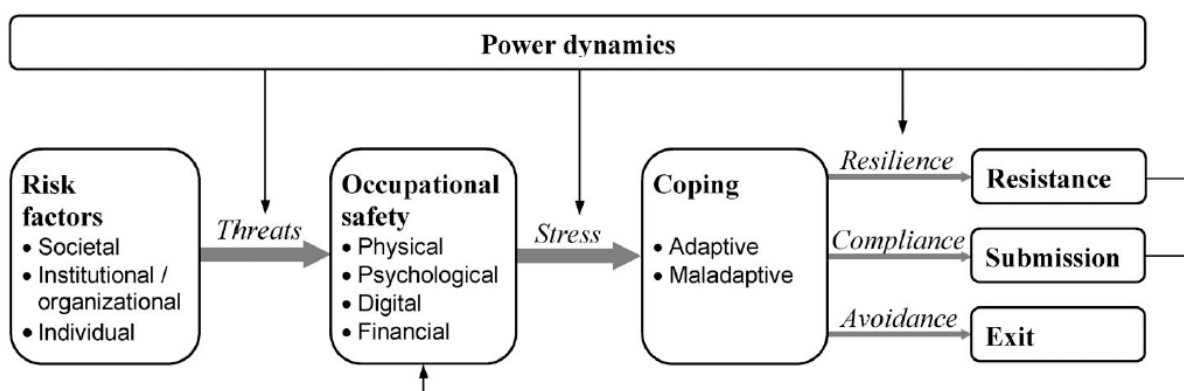 Power dynamics
Risk
factors
• Societal
• Institutional /
organizational
• Individual
Threats
Occupational
safety
• Physical
• Psychological
• Digital
• Financial
Stress
Coping
• Adaptive
• Maladaptive
Resilience
Resistance
Compliance
Submission
Avoidance
Exit